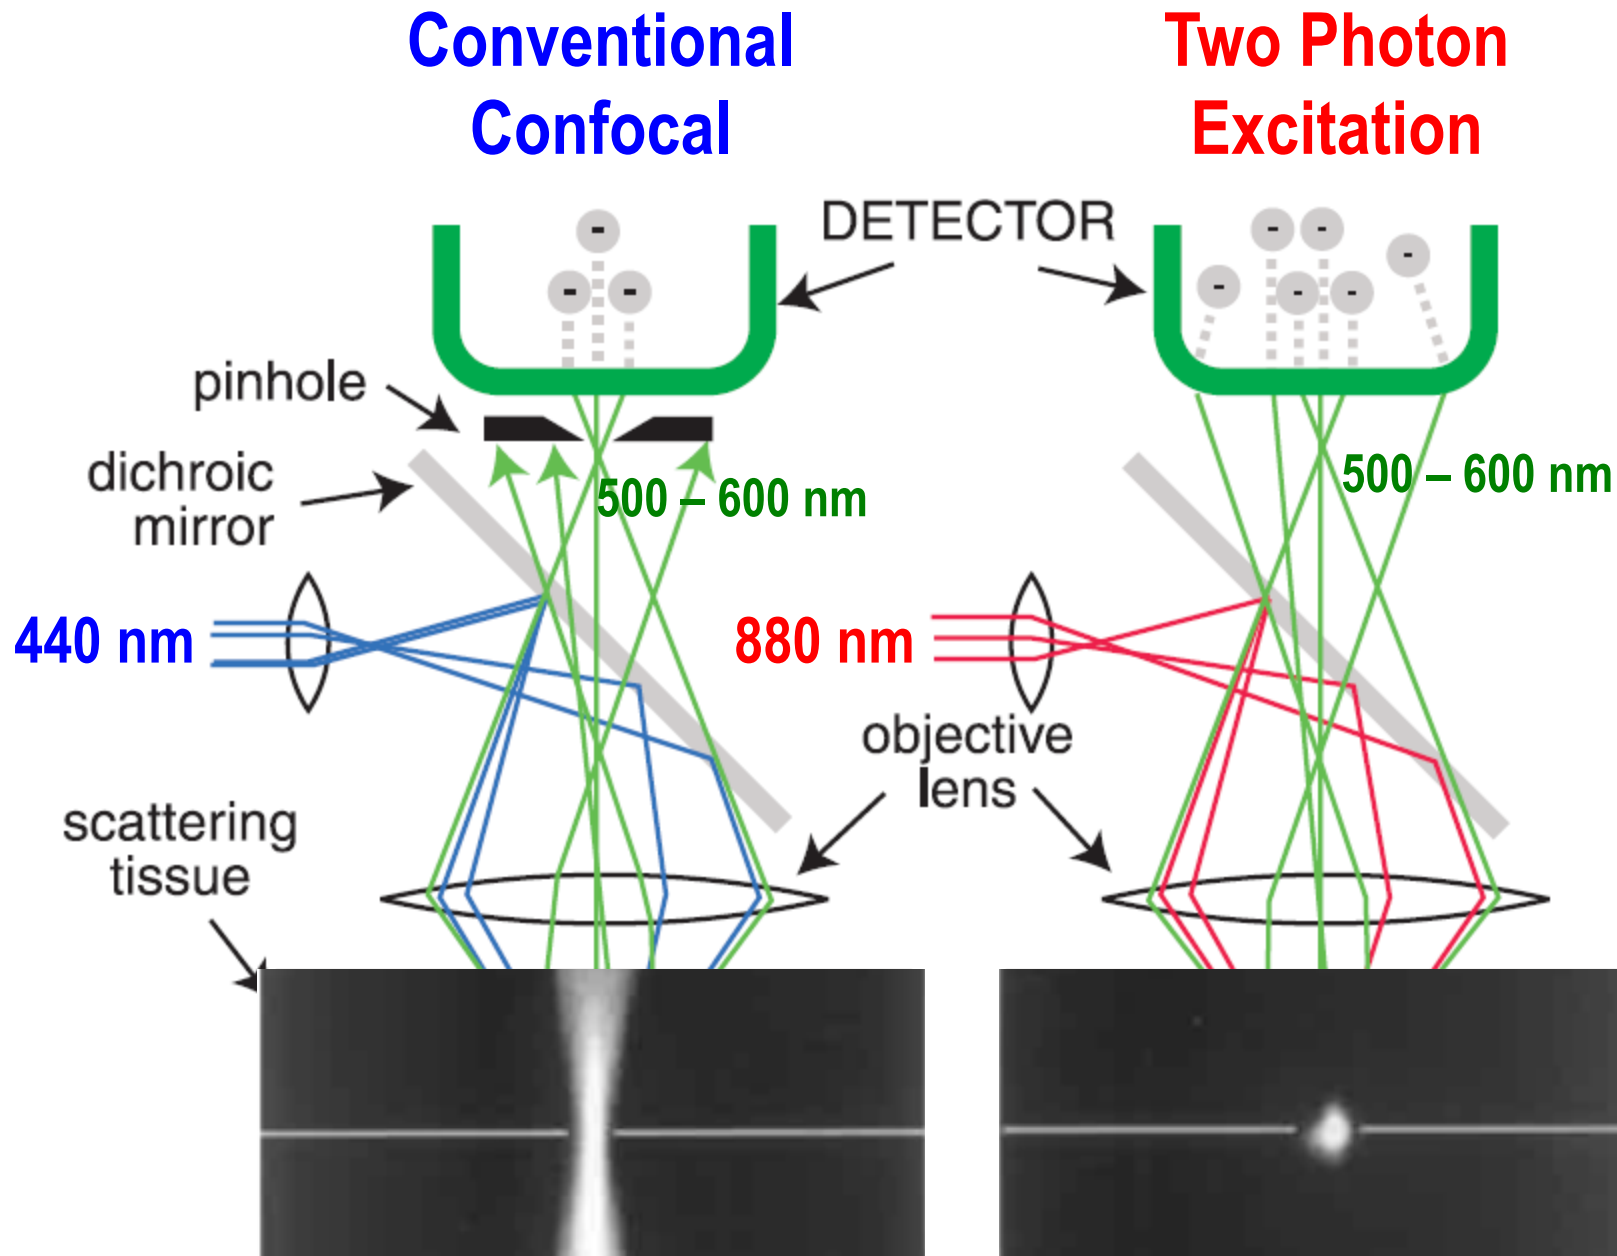 Conventional
Confocal
Two Photon
Excitation
DETECTOR
- - -
- - - - - -
pinhole
dichroic
mirror
500 – 600 nm
500 – 600 nm
440 nm
880 nm
objective
lens
scattering
tissue